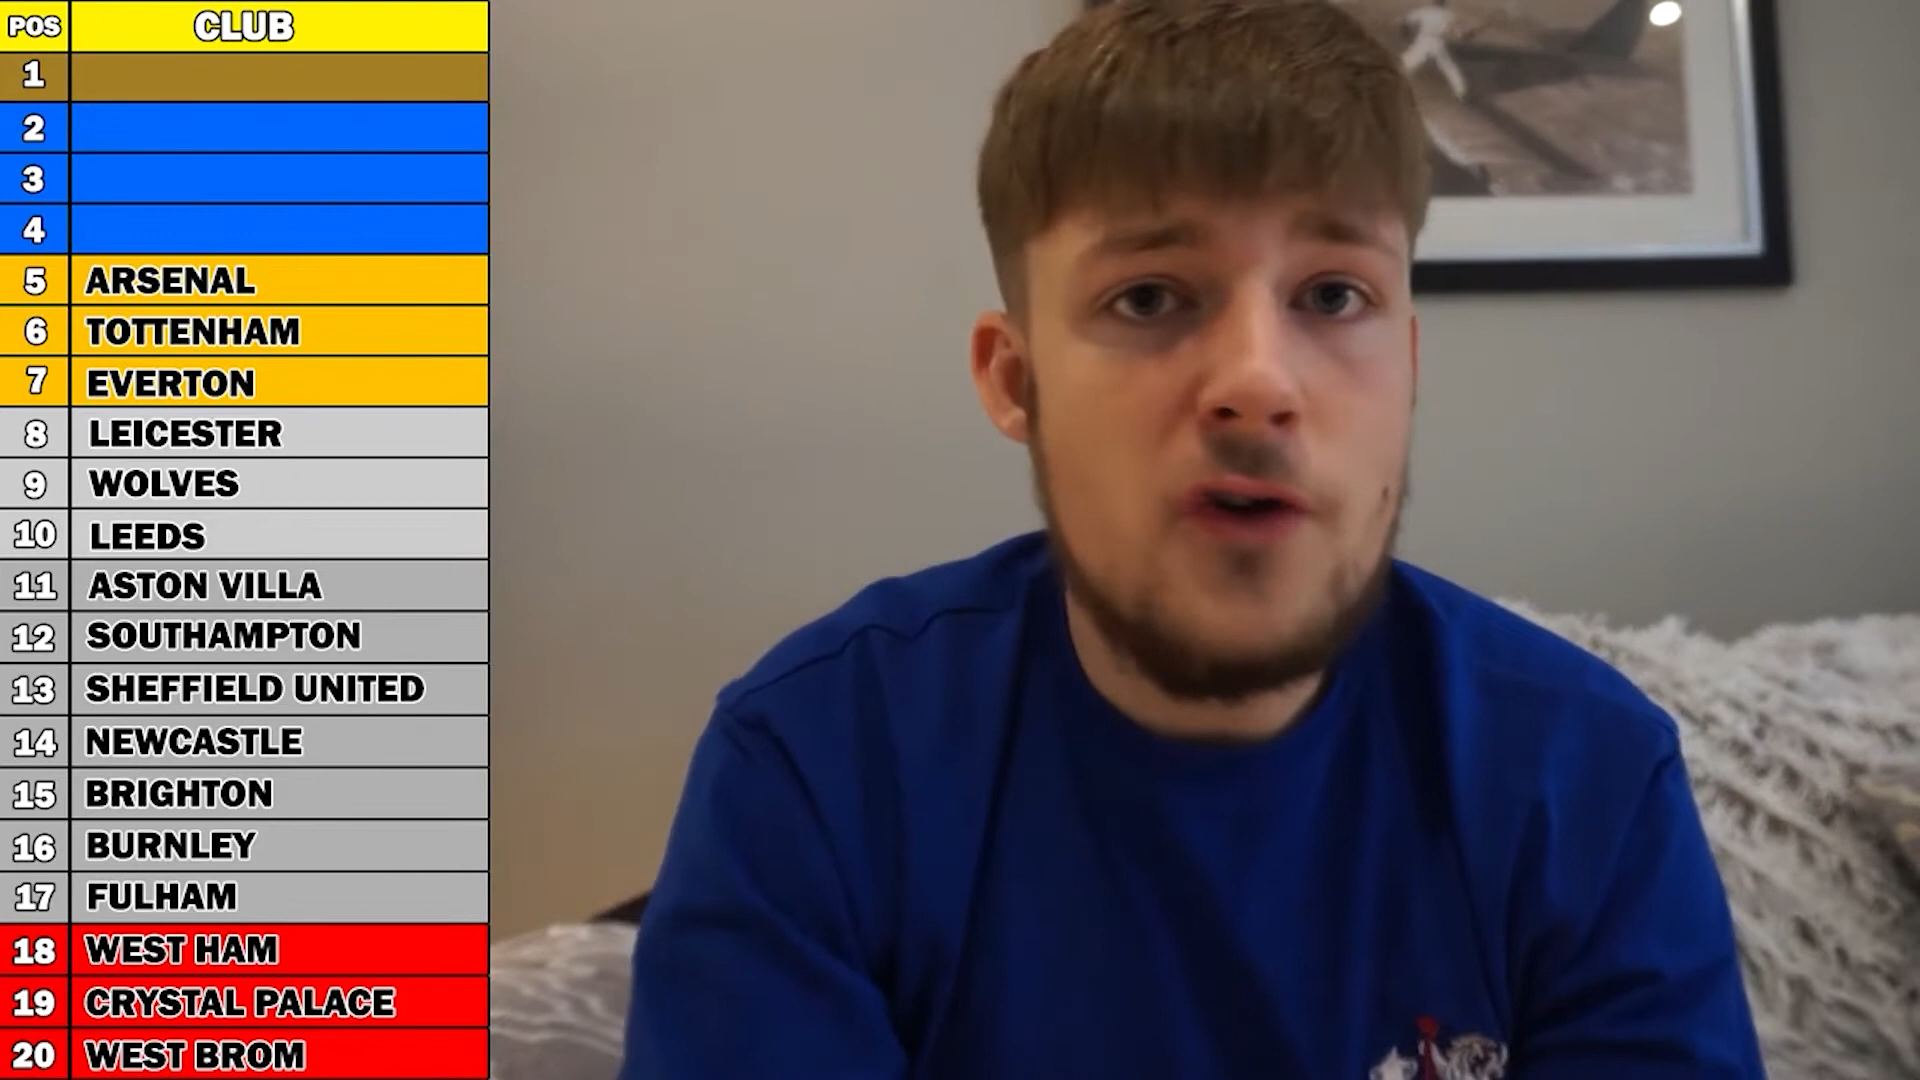 POS CLUB
1
2
3
4
5 ARSENAL
6 TOTTENHAM
7 EVERTON
8 LEICESTER
9 WOLVES
10 LEEDS
11 ASTON VILLA
12 SOUTHAMPTON
13 SHEFFIELD UNITED
14 NEWCASTLE
15 BRIGHTON
16 BURNLEY
17 FULHAM
18 WEST HAM
19 CRYSTAL PALACE
20 WEST BROM